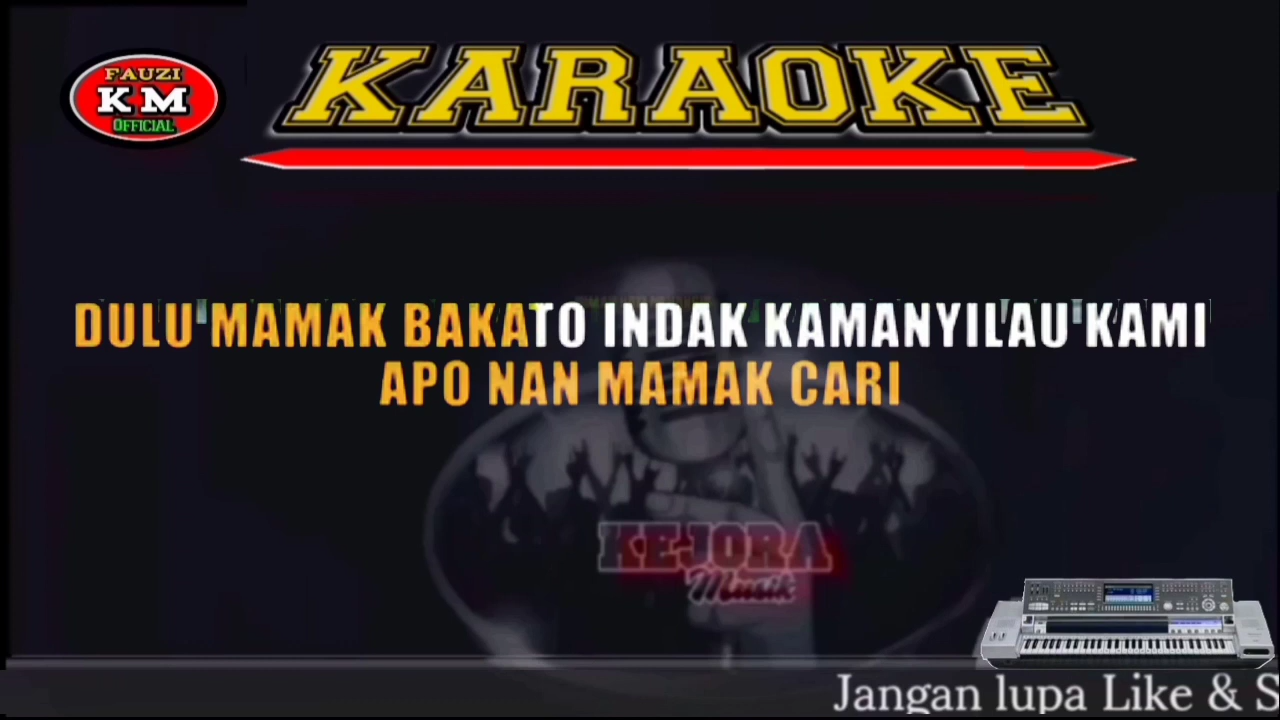 FAUZI
KM
OFFICIAL
KARAOKE
DULU MAMAK BAKATO INDAK KAMANYILAU KAMI
APO NAN MAMAK CARI
KEJORA
Musik
Jangan lupa Like & S